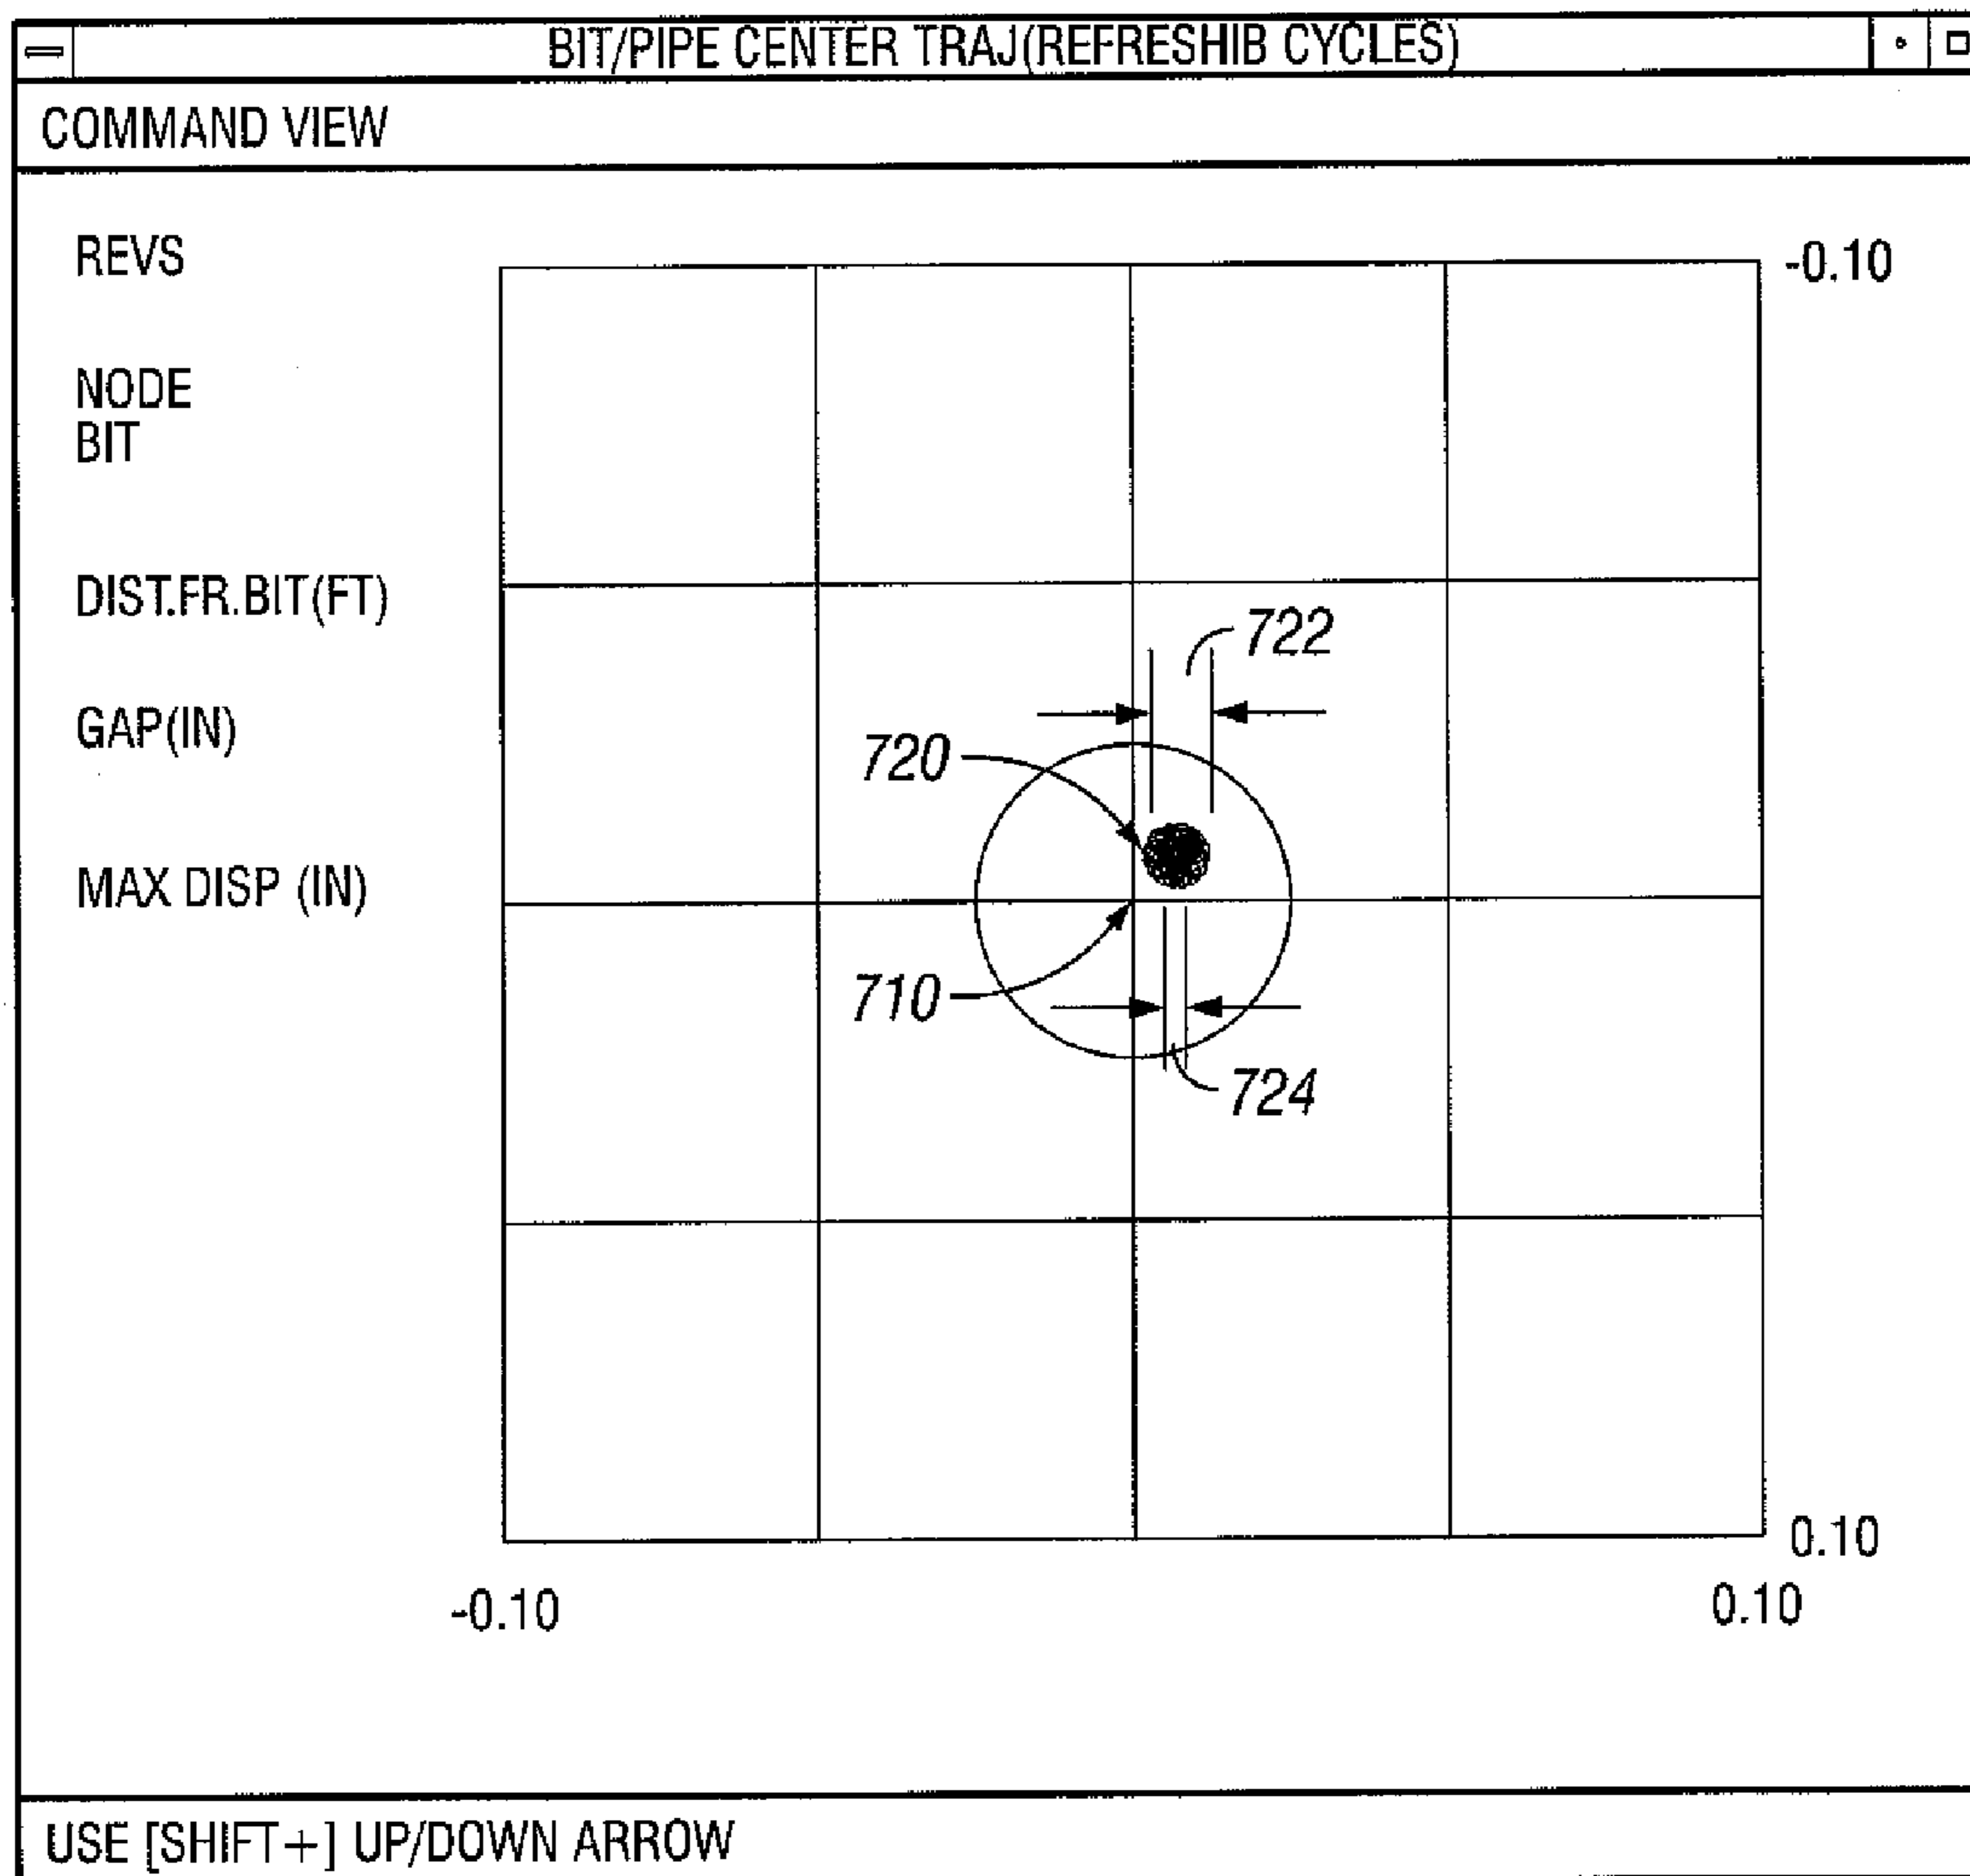 BIT/PIPE CENTER TRAJ(REFRESHIB CYCLES)
COMMAND VIEW
REVS
-0.10
NODE
BIT
DIST.FR.BIT(FT)
722
GAP(IN)
720
MAX DISP (IN)
710
724
0.10
-0.10
0.10
USE [SHIFT+] UP/DOWN ARROW